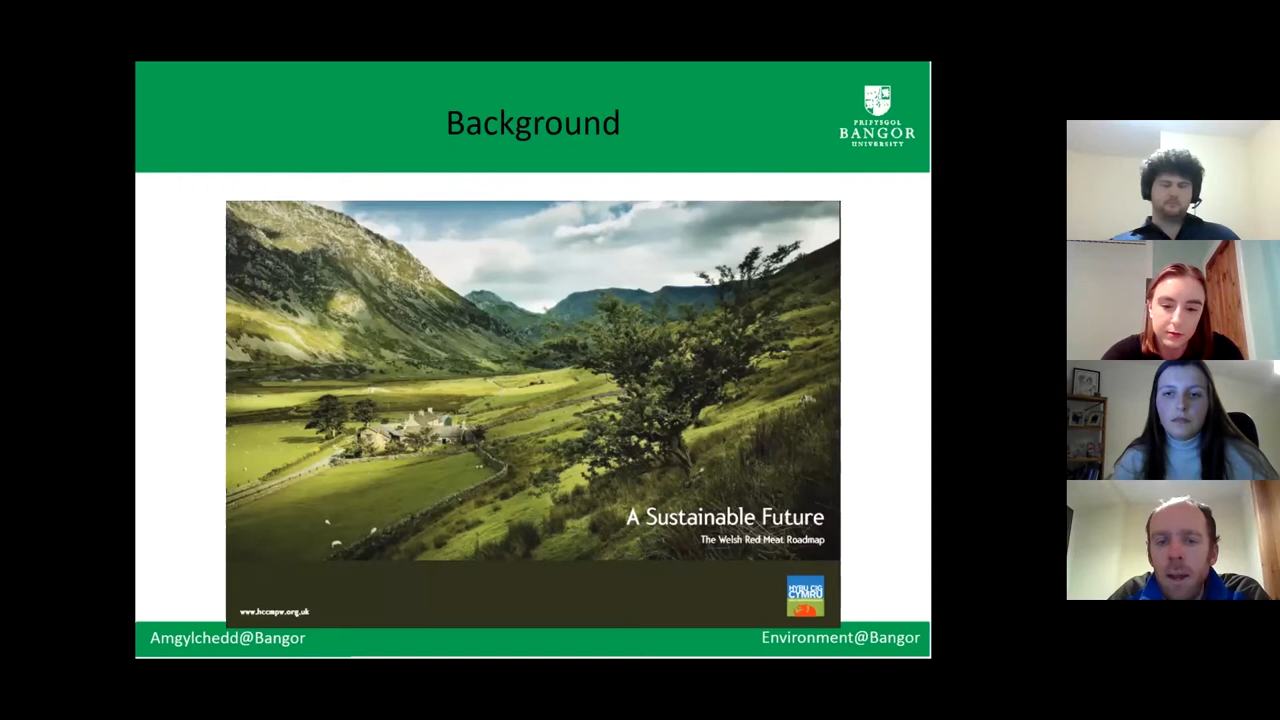 Background
PRIFYSGOL
BANGOR
UNIVERSITY
A Sustainable Future
The Welsh Red Meat Roadmap
HYBU CIG
CYMRU
www.hccmpw.org.uk
Amgylchedd@Bangor
Environment@Bangor